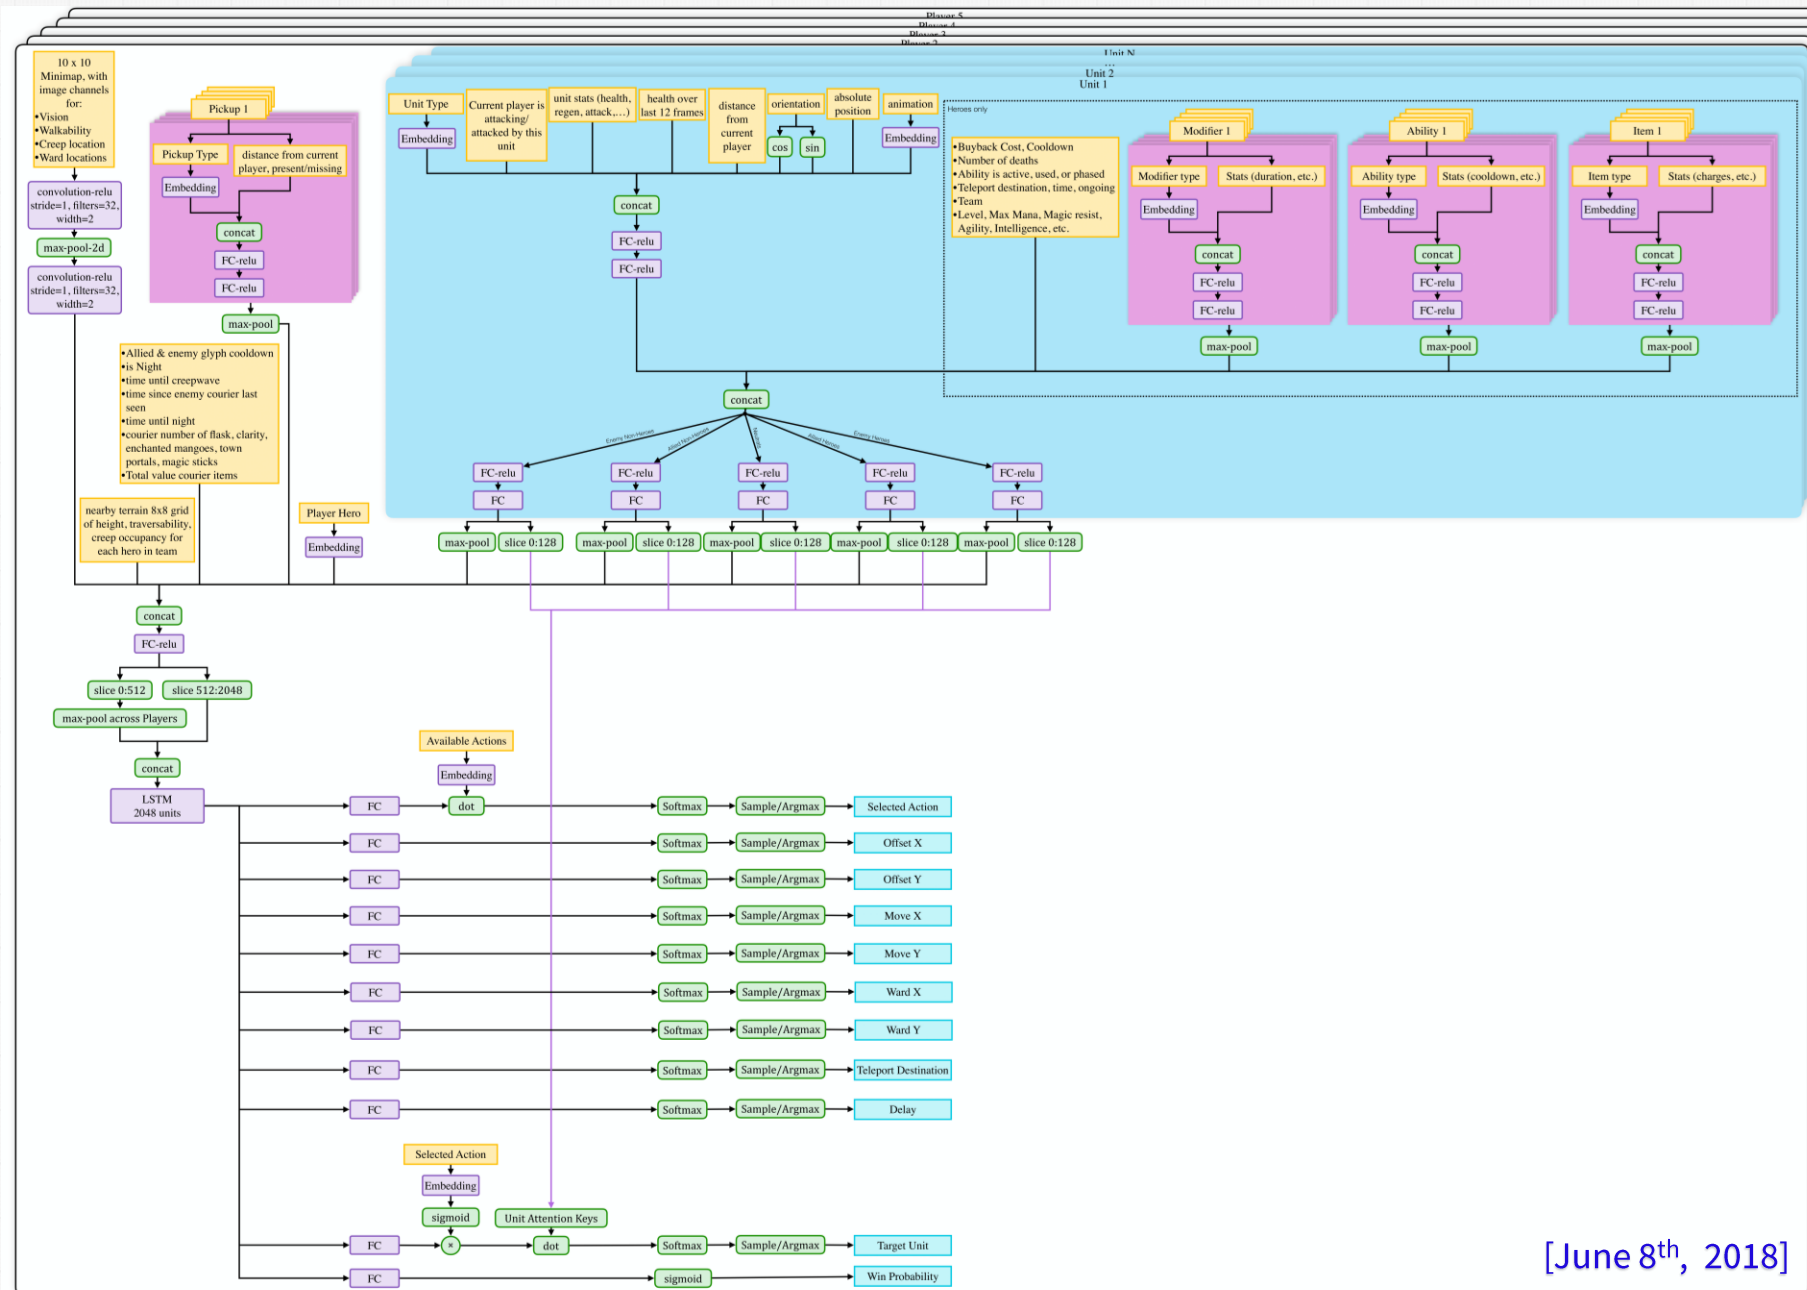 Player 5
Player 4
Player 3
Player 2
Unit N
...
Unit 2
Unit 1
10 x 10
Minimap, with
image channels
for:
•Vision
•Walkability
•Creep location
•Ward locations
convolution-relu
stride=1, filters=32,
width=2
max-pool-2d
convolution-relu
stride=1, filters=32,
width=2
Pickup 1
Pickup Type
distance from current
player, present/missing
Embedding
concat
FC-relu
FC-relu
max-pool
•Allied & enemy glyph cooldown
•is Night
•time until creepwave
•time since enemy courier last
seen
•time until night
•courier number of flask, clarity,
enchanted mangoes, town
portals, magic sticks
•Total value courier items
nearby terrain 8x8 grid
of height, traversability,
creep occupancy for
each hero in team
Player Hero
Embedding
Unit Type
Embedding
Current player is
attacking/
attacked by this
unit
unit stats (health,
regen, attack,...)
health over
last 12 frames
distance
from
current
player
orientation
cos
sin
absolute
position
animation
Embedding
concat
FC-relu
FC-relu
Heroes only
•Buyback Cost, Cooldown
•Number of deaths
•Ability is active, used, or phased
•Teleport destination, time, ongoing
•Team
•Level, Max Mana, Magic resist,
Agility, Intelligence, etc.
Modifier 1
Modifier type
Stats (duration, etc.)
Embedding
concat
FC-relu
FC-relu
max-pool
Ability 1
Ability type
Stats (cooldown, etc.)
Embedding
concat
FC-relu
FC-relu
max-pool
Item 1
Item type
Stats (charges, etc.)
Embedding
concat
FC-relu
FC-relu
max-pool
concat
Enemy Non-Heroes
Allied Non-Heroes
Neutrals
Allied Heroes
Enemy Heroes
FC-relu
FC-relu
FC-relu
FC-relu
FC-relu
FC
FC
FC
FC
FC
max-pool
slice 0:128
max-pool
slice 0:128
max-pool
slice 0:128
max-pool
slice 0:128
max-pool
slice 0:128
concat
FC-relu
slice 0:512
slice 512:2048
max-pool across Players
concat
LSTM
2048 units
Available Actions
Embedding
FC
dot
Softmax
Sample/Argmax
Selected Action
FC
Softmax
Sample/Argmax
Offset X
FC
Softmax
Sample/Argmax
Offset Y
FC
Softmax
Sample/Argmax
Move X
FC
Softmax
Sample/Argmax
Move Y
FC
Softmax
Sample/Argmax
Ward X
FC
Softmax
Sample/Argmax
Ward Y
FC
Softmax
Sample/Argmax
Teleport Destination
FC
Softmax
Sample/Argmax
Delay
Selected Action
Embedding
sigmoid
Unit Attention Keys
FC
×
dot
Softmax
Sample/Argmax
Target Unit
FC
sigmoid
Win Probability
[June 8th, 2018]